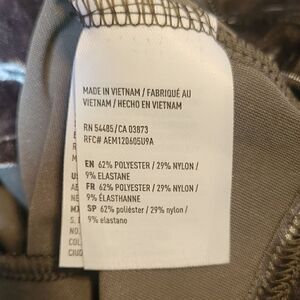 MADE IN VIETNAM / FABRIQUÉ AU
VIETNAM / HECHO EN VIETNAM
RN 54485/CA 03873
RFC# AEM120605U9A
EN 62% POLYESTER / 29% NYLON /
9% ELASTANE
FR 62% POLYESTER / 29% NYLON /
9% ÉLASTHANNE
SP 62% poliéster / 29% nylon /
9% elastano